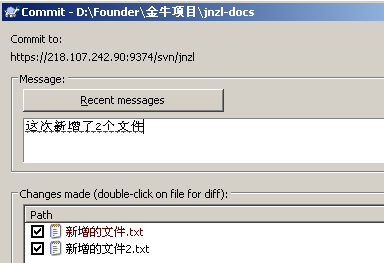 Commit - D:\Founder\金牛项目\jnzl-docs
Commit to:
https://218.107.242.90:9374/svn/jnzl
Message:
Recent messages
这次新增了2个文件
Changes made (double-click on file for diff):
Path
新增的文件.txt
新增的文件2.txt